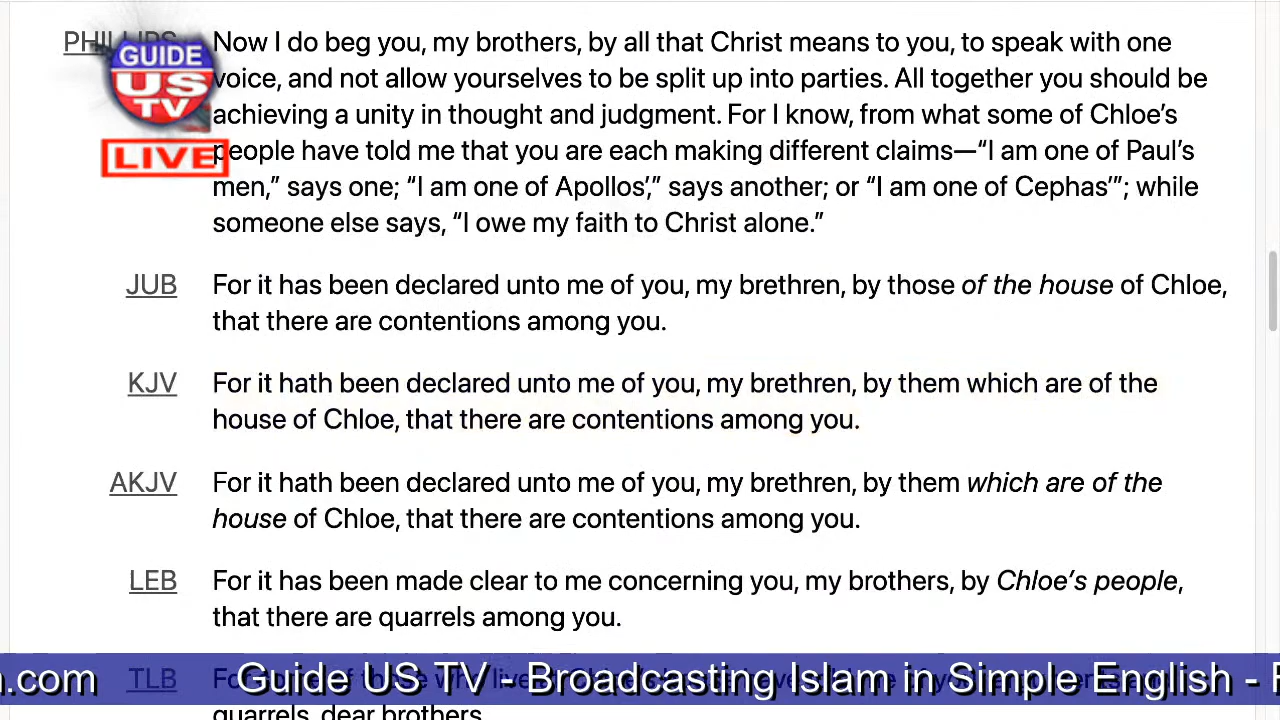 PHILLIPS Now I do beg you, my brothers, by all that Christ means to you, to speak with one
voice, and not allow yourselves to be split up into parties. All together you should be
achieving a unity in thought and judgment. For I know, from what some of Chloe’s
people have told me that you are each making different claims—“I am one of Paul’s
men,” says one; “I am one of Apollos’,” says another; or “I am one of Cephas’”; while
someone else says, “I owe my faith to Christ alone.”
GUIDE
US
TV
LIVE
JUB For it has been declared unto me of you, my brethren, by those of the house of Chloe,
that there are contentions among you.
KJV For it hath been declared unto me of you, my brethren, by them which are of the
house of Chloe, that there are contentions among you.
AKJV For it hath been declared unto me of you, my brethren, by them which are of the
house of Chloe, that there are contentions among you.
LEB For it has been made clear to me concerning you, my brothers, by Chloe’s people,
that there are quarrels among you.
TLB For some of those who live
quarrels, dear brothers.
.com Guide US TV - Broadcasting Islam in Simple English -